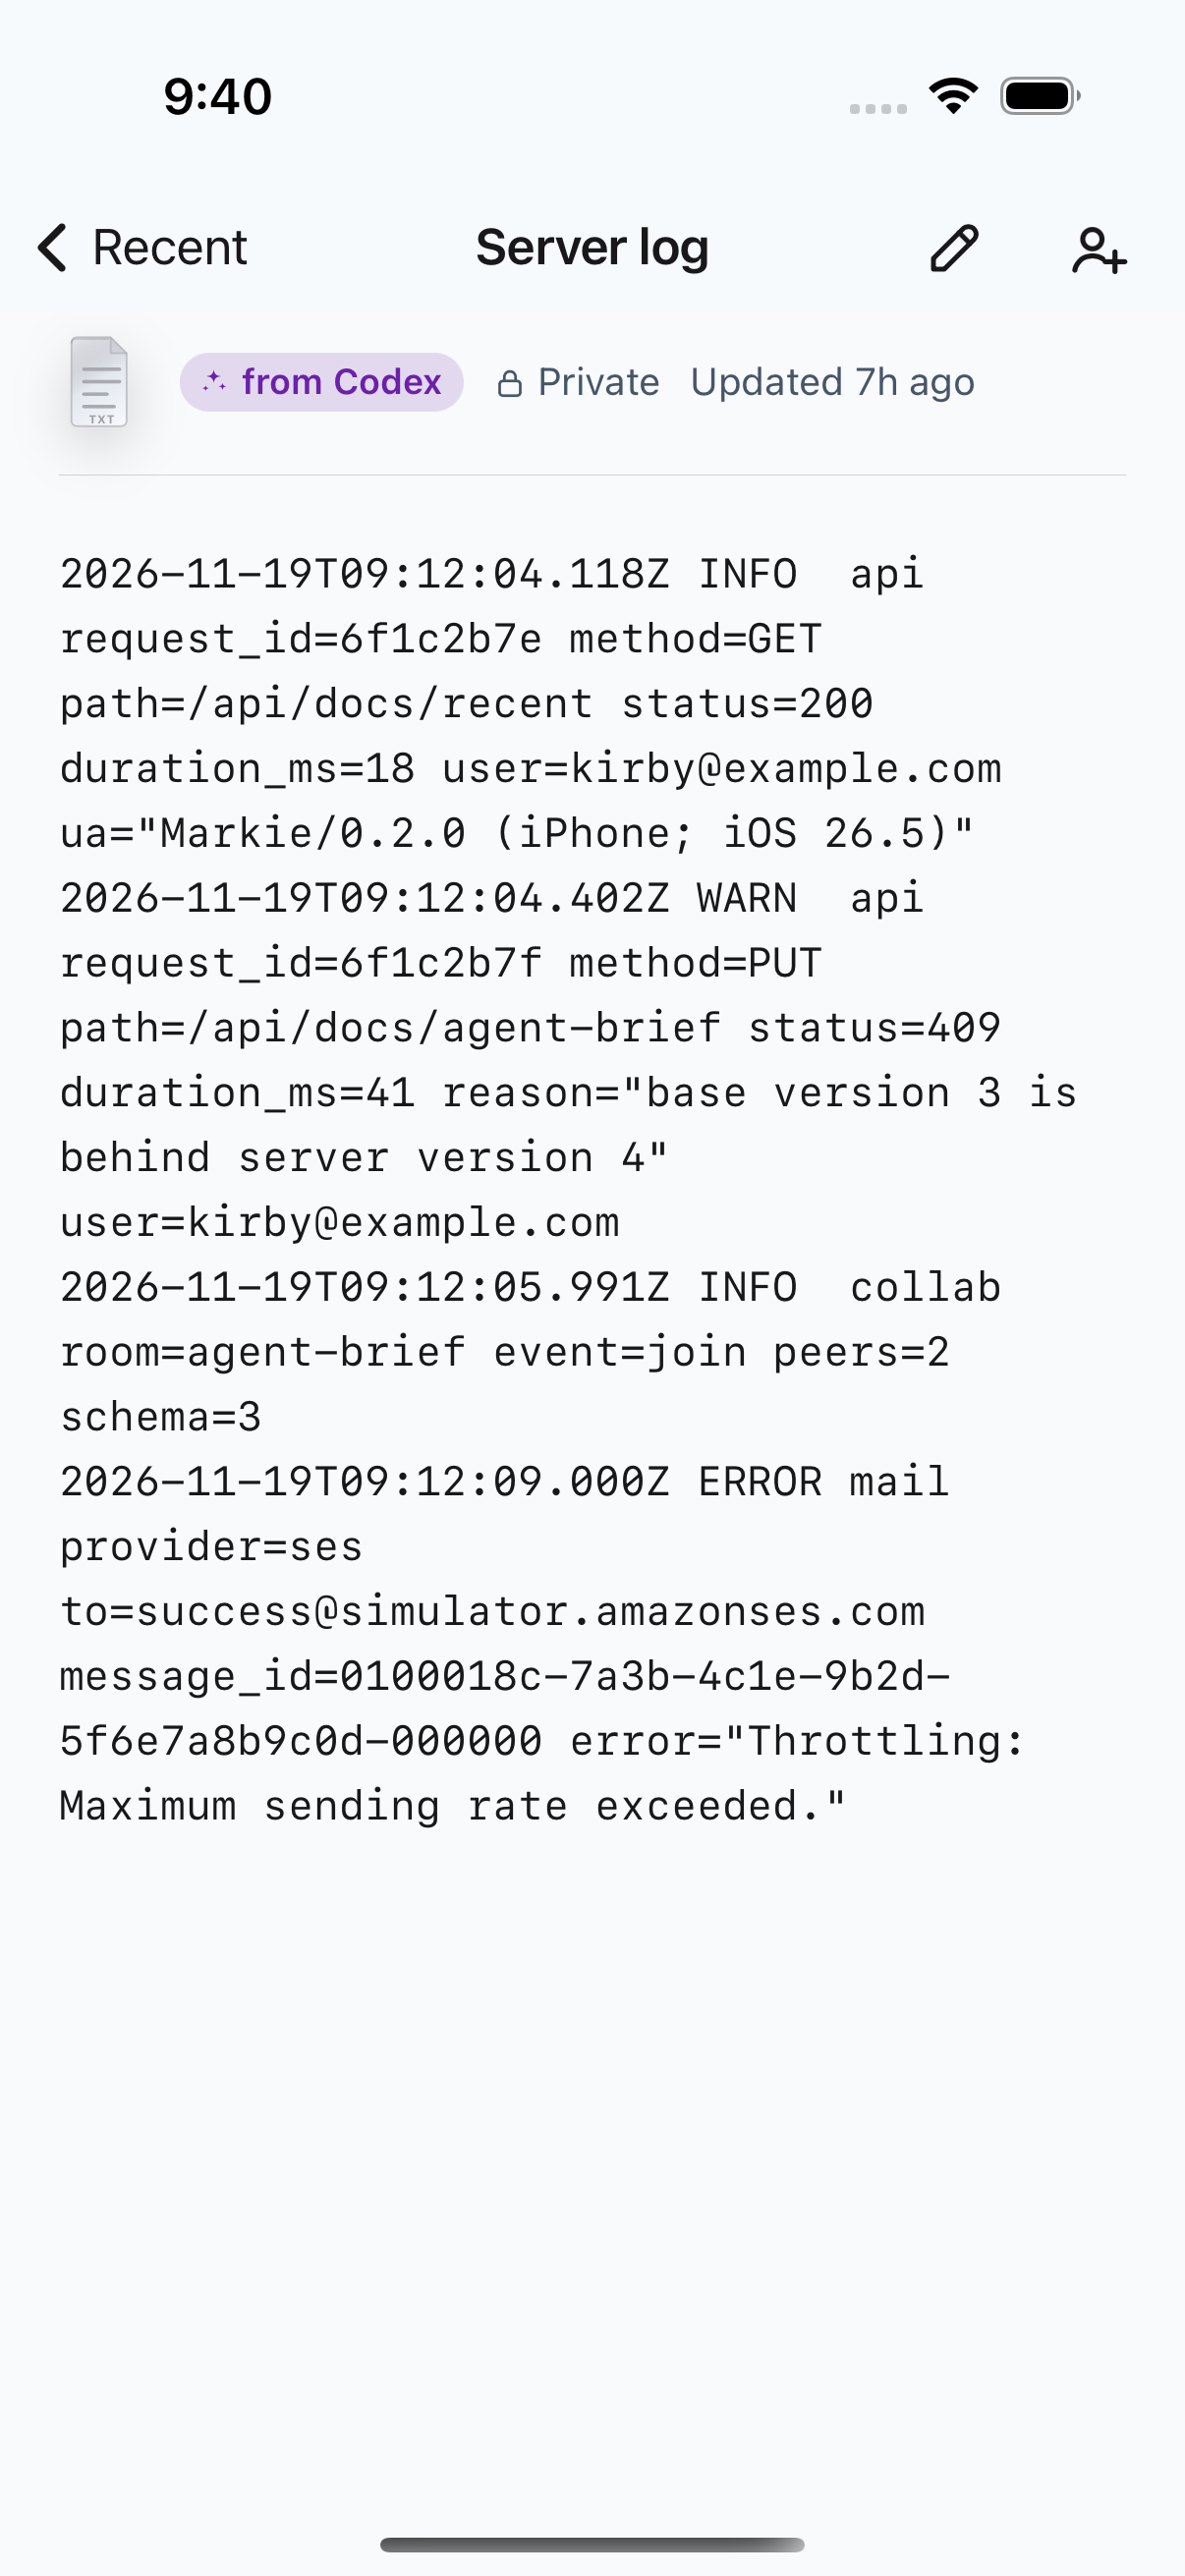 9:40
Recent
Server log
TXT
from Codex
Private
Updated 7h ago
2026-11-19T09:12:04.118Z INFO  api
request_id=6f1c2b7e method=GET
path=/api/docs/recent status=200
duration_ms=18 user=kirby@example.com
ua="Markie/0.2.0 (iPhone; iOS 26.5)"
2026-11-19T09:12:04.402Z WARN  api
request_id=6f1c2b7f method=PUT
path=/api/docs/agent-brief status=409
duration_ms=41 reason="base version 3 is
behind server version 4"
user=kirby@example.com
2026-11-19T09:12:05.991Z INFO  collab
room=agent-brief event=join peers=2
schema=3
2026-11-19T09:12:09.000Z ERROR mail
provider=ses
to=success@simulator.amazonses.com
message_id=0100018c-7a3b-4c1e-9b2d-
5f6e7a8b9c0d-000000 error="Throttling:
Maximum sending rate exceeded."